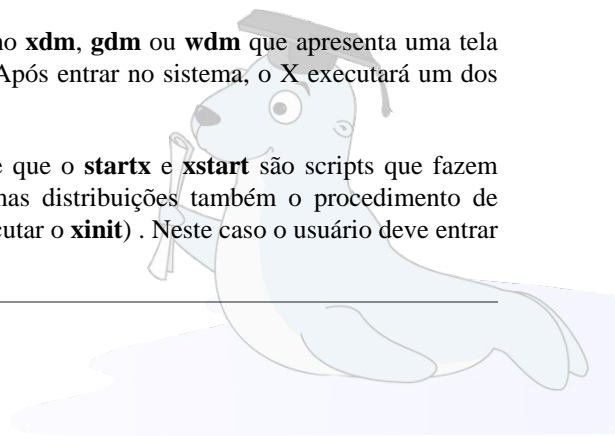 no xdm, gdm ou wdm que apresenta uma tela
Após entrar no sistema, o X executará um dos
e que o startx e xstart são scripts que fazem
nas distribuições também o procedimento de
cutar o xinit) . Neste caso o usuário deve entrar